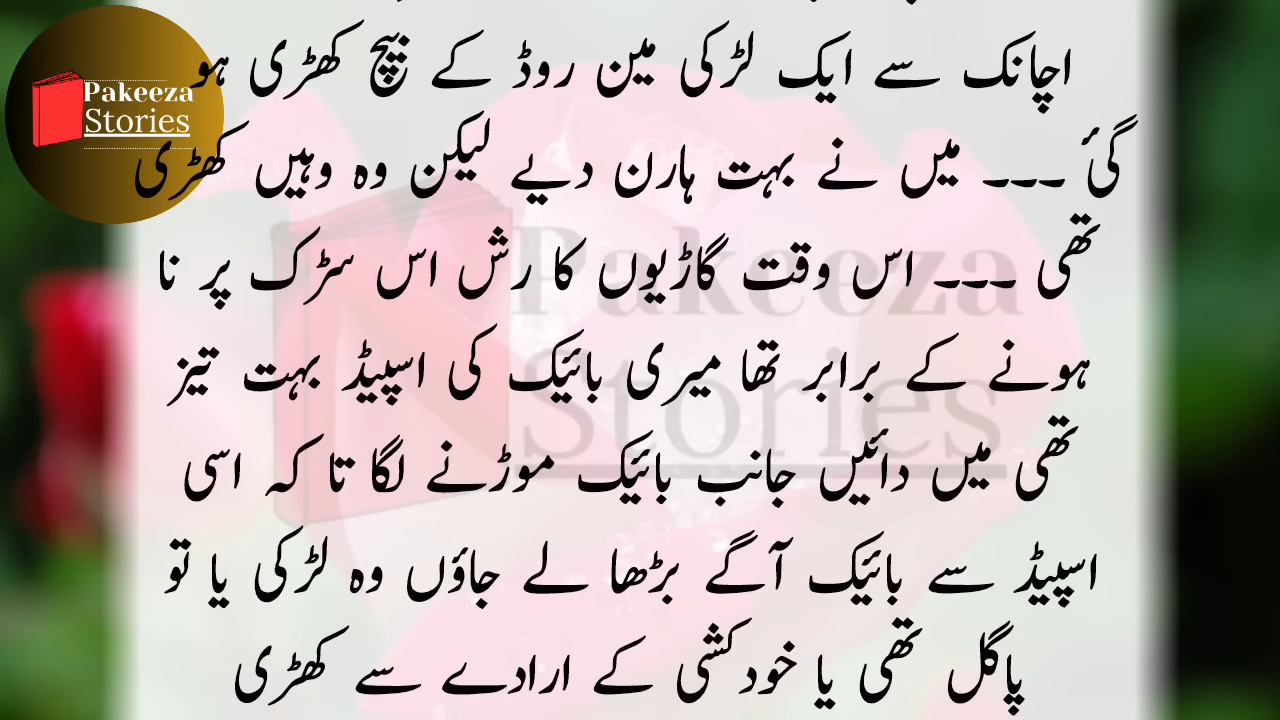 اچانک سے ایک لڑکی مین روڈ کے بیچ کھڑی ہو
گئ ۔۔۔ میں نے بہت ہارن دیے لیکن وہ وہیں کھڑی
تھی ۔۔۔ اس وقت گاڑیوں کا رش اس سڑک پر نا
ہونے کے برابر تھا میری بائیک کی اسپیڈ بہت تیز
تھی میں دائیں جانب بائیک موڑنے لگا تا کہ اسی
اسپیڈ سے بائیک آگے بڑھا لے جاؤں وہ لڑکی یا تو
پاگل تھی یا خودکشی کے ارادے سے کھڑی
Pakeeza
Stories
Pakeeza
Stories